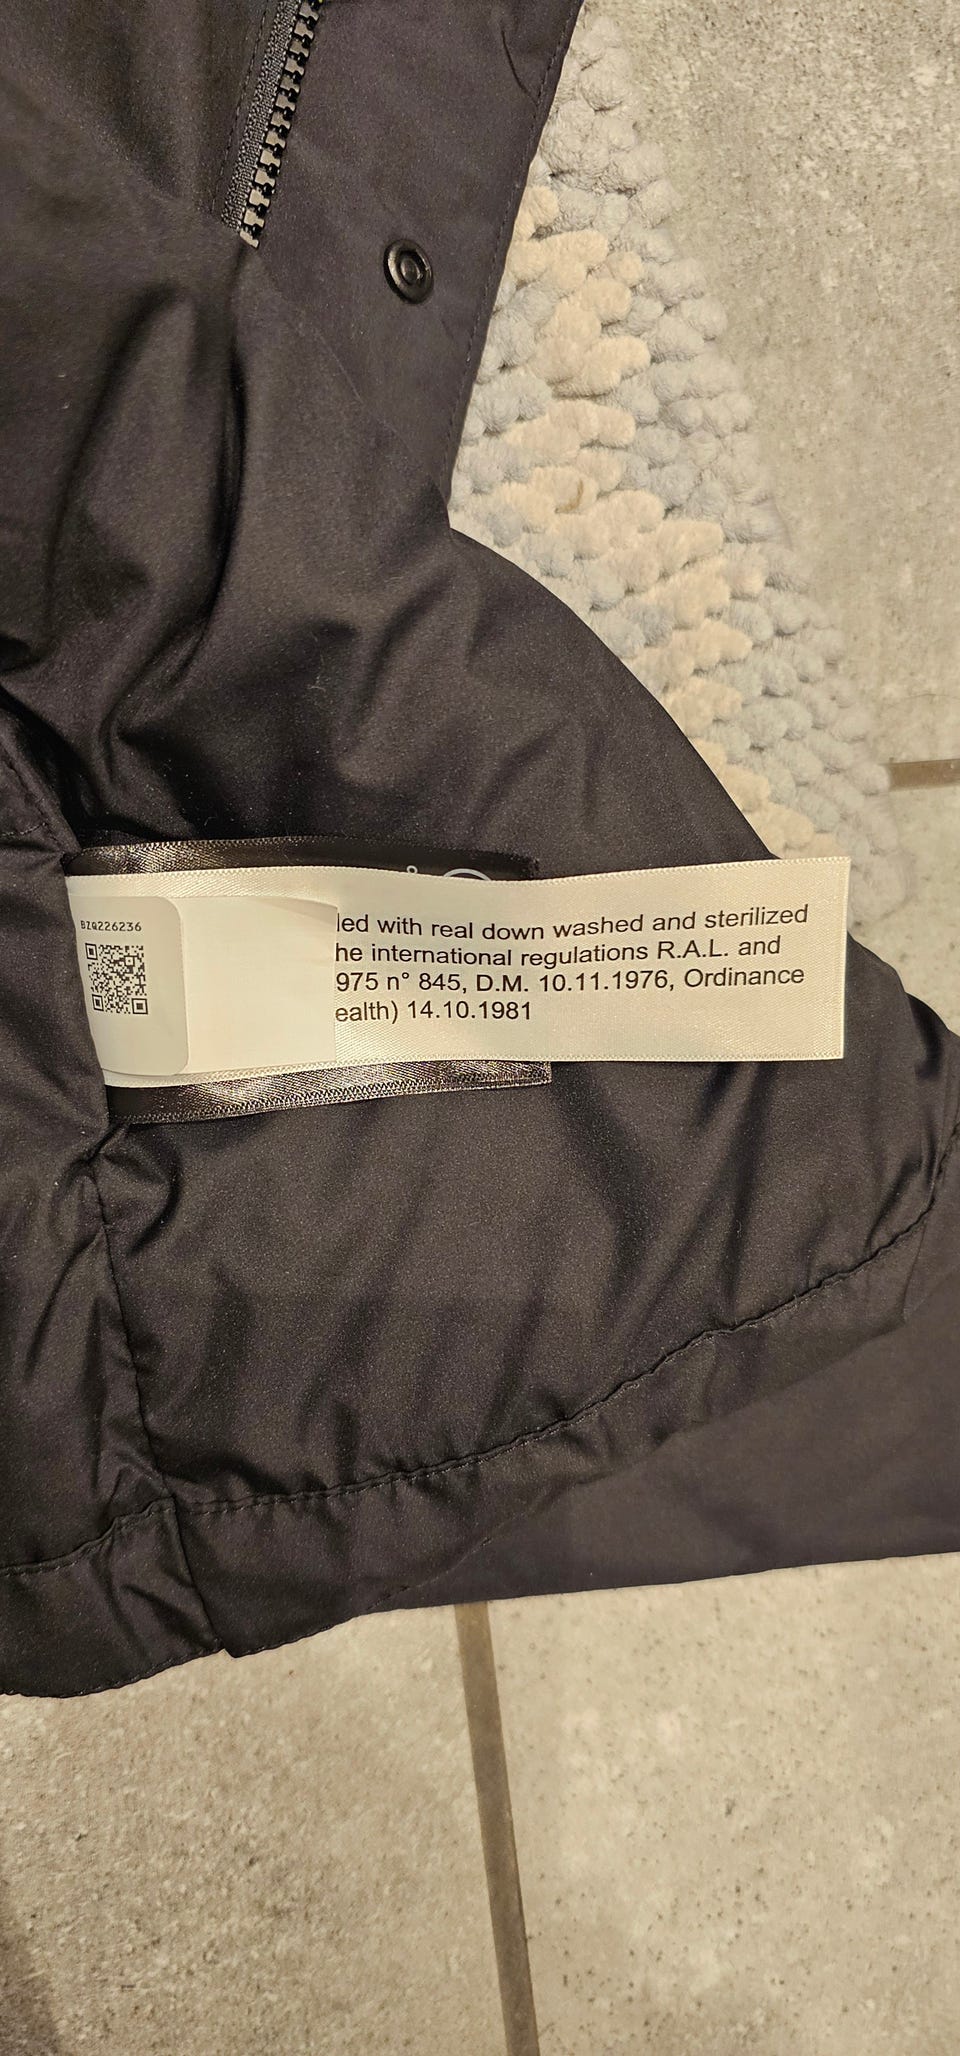 BZQ226236
led with real down washed and sterilized
he international regulations R.A.L. and
975 n° 845, D.M. 10.11.1976, Ordinance
ealth) 14.10.1981